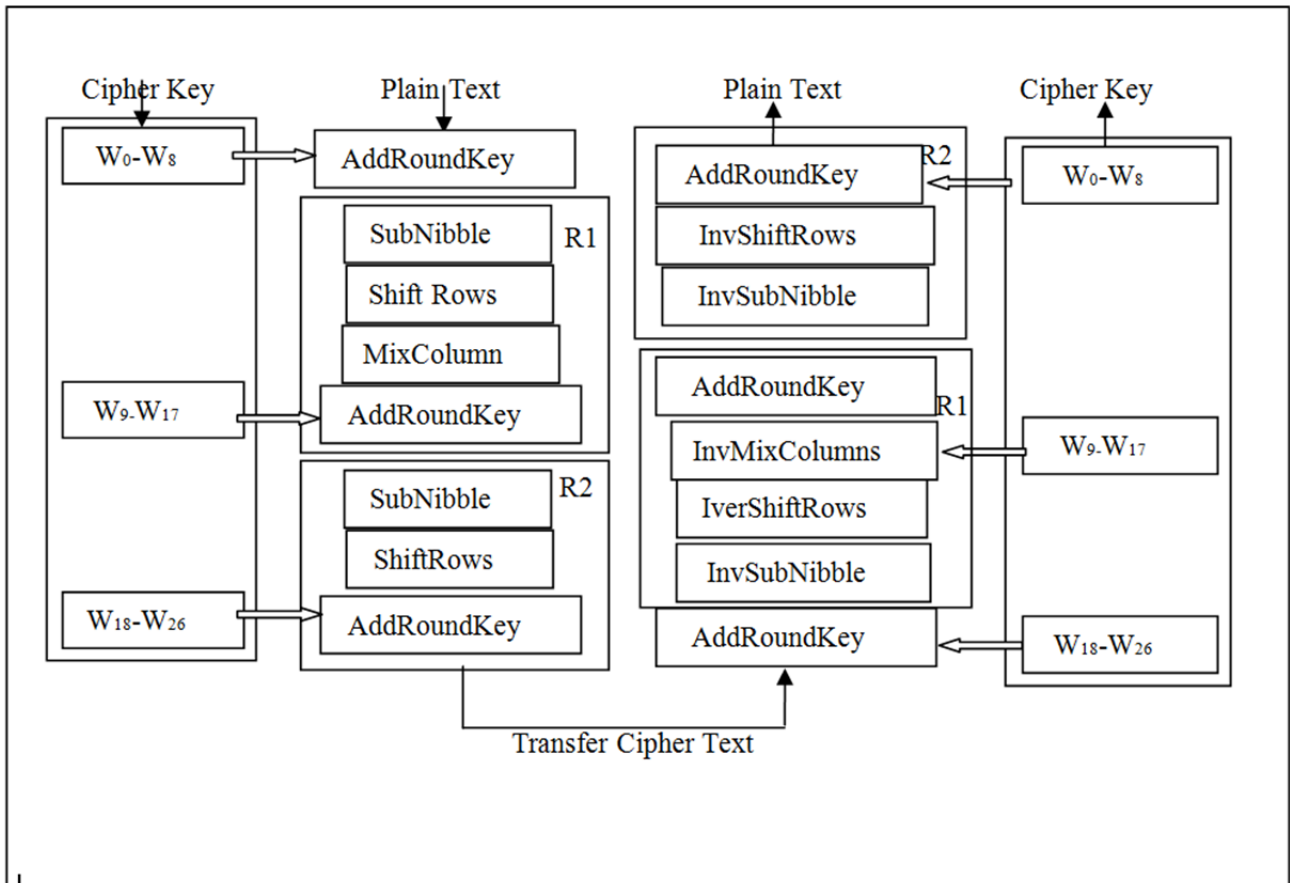 Cipher Key
Plain Text
Plain Text
Cipher Key
W0-W8
AddRoundKey
SubNibble
R1
Shift Rows
MixColumn
W9-W17
AddRoundKey
SubNibble
R2
ShiftRows
W18-W26
AddRoundKey
AddRoundKey
R2
W0-W8
InvShiftRows
InvSubNibble
AddRoundKey
R1
InvMixColumns
W9-W17
IverShiftRows
InvSubNibble
AddRoundKey
W18-W26
Transfer Cipher Text